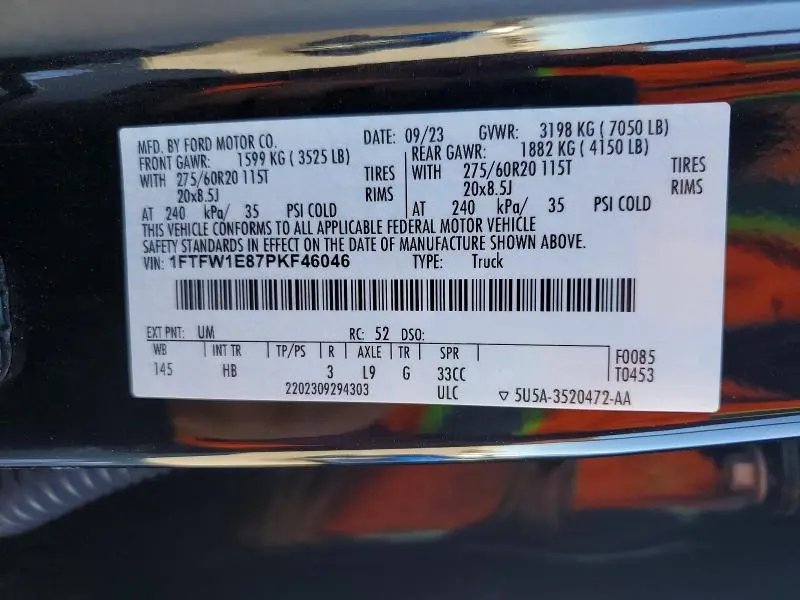 MFD. BY FORD MOTOR CO. DATE: 09/23 GVWR: 3198 KG ( 7050 LB)
FRONT GAWR: 1599 KG ( 3525 LB) REAR GAWR: 1882 KG ( 4150 LB)
WITH 275/60R20 115T TIRES WITH 275/60R20 115T TIRES
20x8.5J RIMS 20x8.5J RIMS
AT 240 kPa/ 35 PSI COLD AT 240 kPa/ 35 PSI COLD
THIS VEHICLE CONFORMS TO ALL APPLICABLE FEDERAL MOTOR VEHICLE
SAFETY STANDARDS IN EFFECT ON THE DATE OF MANUFACTURE SHOWN ABOVE.
VIN: 1FTFW1E87PKF46046 TYPE: Truck
EXT PNT: UM RC: 52 DSO:
WB INT TR TP/PS R AXLE TR SPR F0085
145 HB 3 L9 G 33CC T0453
2202309294303 ULC ▽ 5U5A-3520472-AA